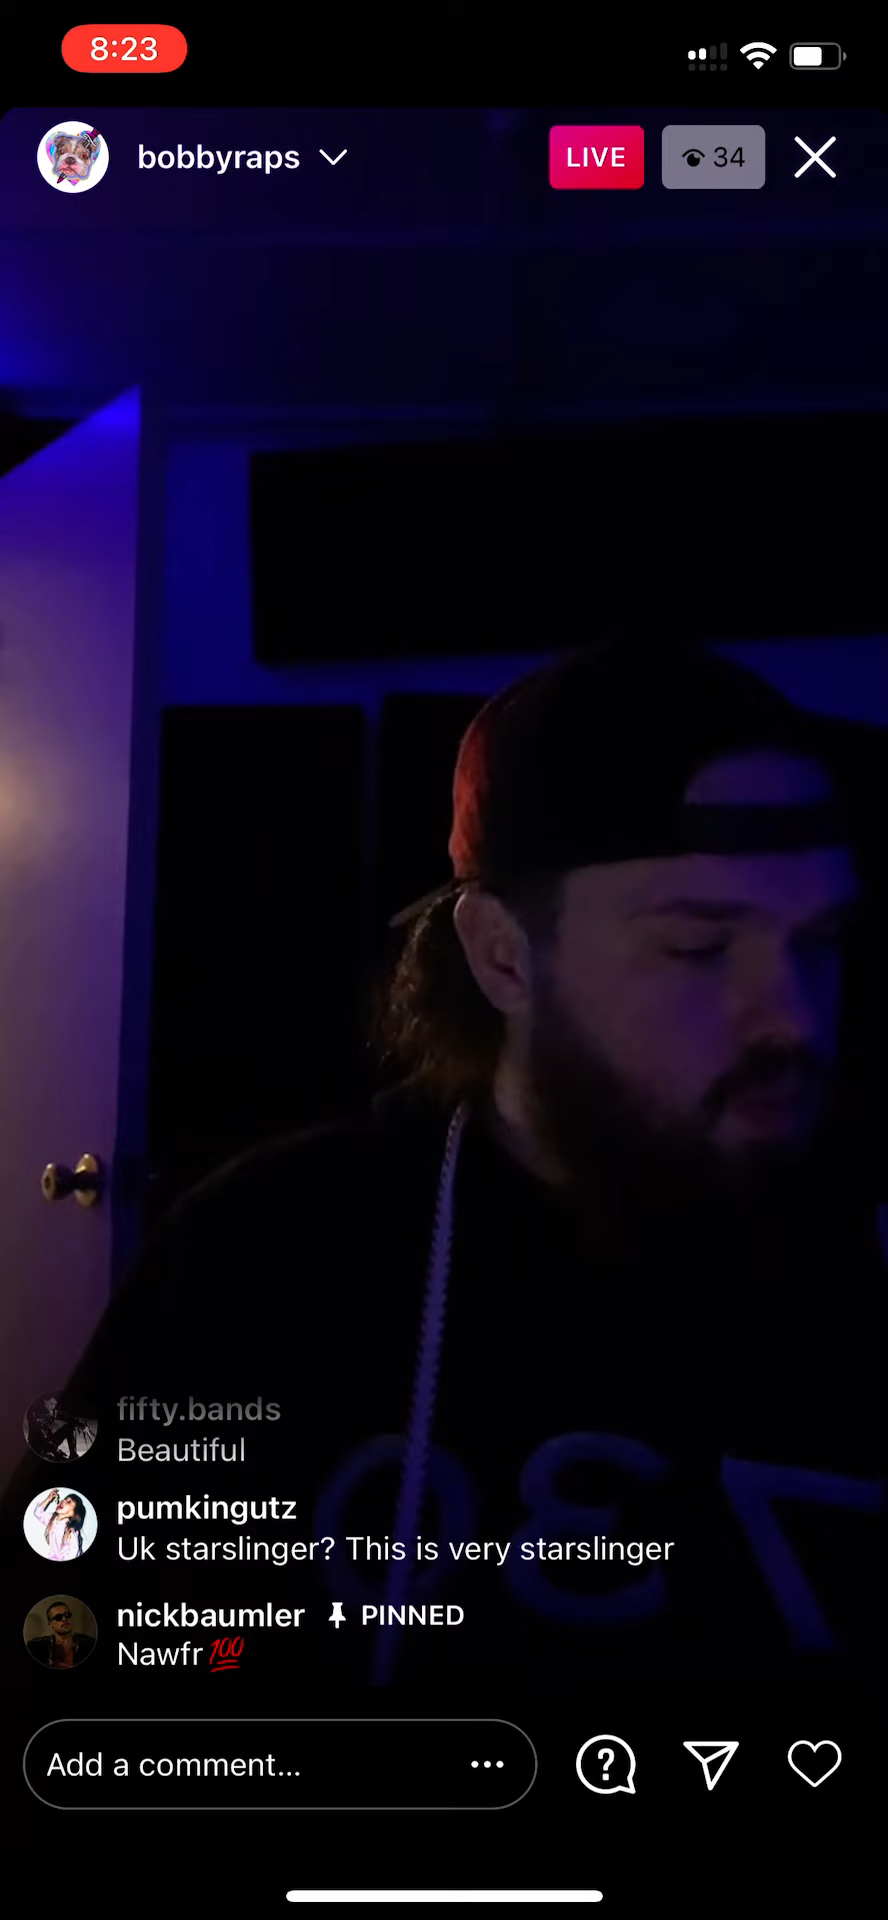 8:23
bobbyraps
LIVE
34
fifty.bands
Beautiful
pumkingutz
Uk starslinger? This is very starslinger
nickbaumler PINNED
Nawfr💯
Add a comment...